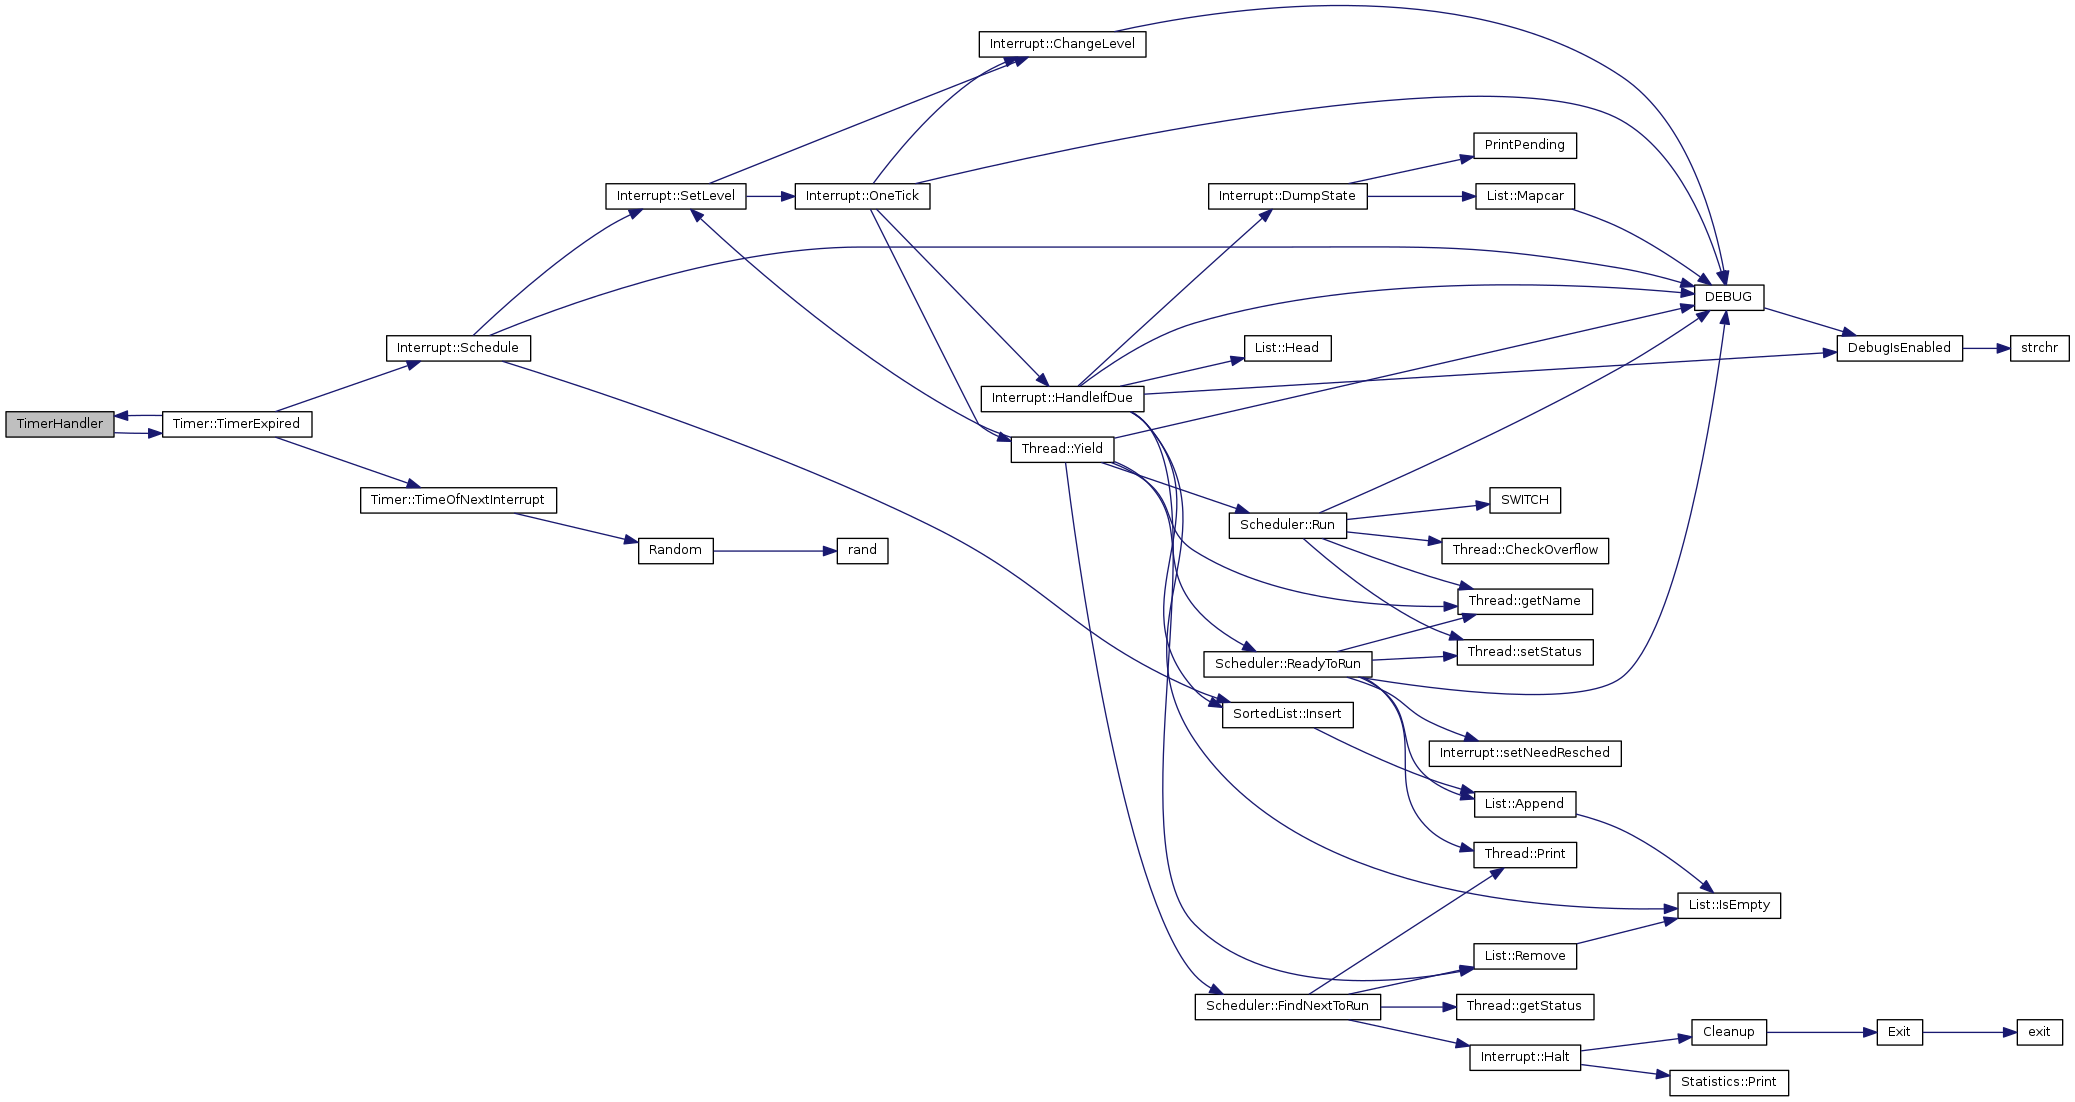 Interrupt::ChangeLevel
PrintPending
Interrupt::SetLevel
Interrupt::OneTick
Interrupt::DumpState
List::Mapcar
DEBUG
Interrupt::Schedule
List::Head
DebugIsEnabled
strchr
Interrupt::HandleIfDue
TimerHandler
Timer::TimerExpired
Thread::Yield
Timer::TimeOfNextInterrupt
SWITCH
Scheduler::Run
Random
rand
Thread::CheckOverflow
Thread::getName
Thread::setStatus
Scheduler::ReadyToRun
SortedList::Insert
Interrupt::setNeedResched
List::Append
Thread::Print
List::IsEmpty
List::Remove
Scheduler::FindNextToRun
Thread::getStatus
Cleanup
Exit
exit
Interrupt::Halt
Statistics::Print